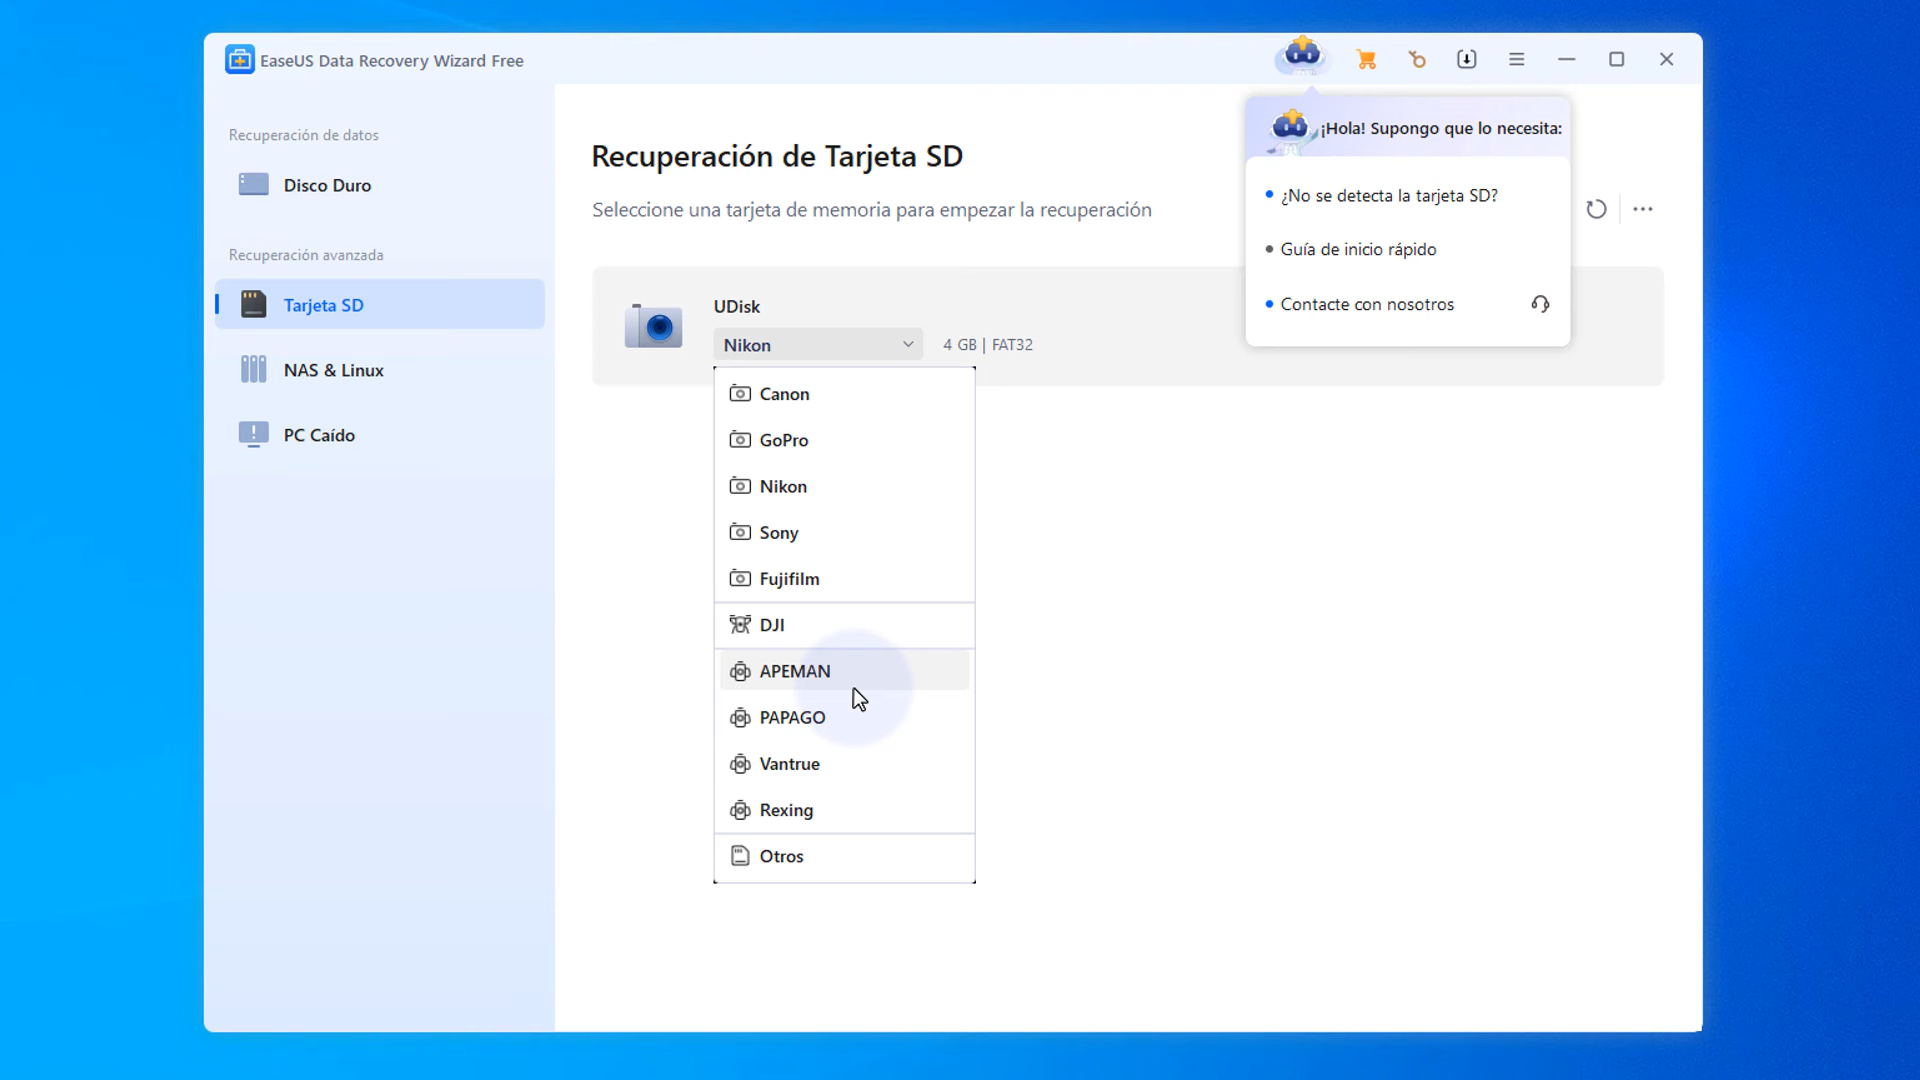 EaseUS Data Recovery Wizard Free
¡Hola! Supongo que lo necesita:
¿No se detecta la tarjeta SD?
Guía de inicio rápido
Contacte con nosotros
Recuperación de datos
Disco Duro
Recuperación avanzada
Tarjeta SD
NAS & Linux
PC Caído
Recuperación de Tarjeta SD
Seleccione una tarjeta de memoria para empezar la recuperación
UDisk
Nikon
4 GB | FAT32
Canon
GoPro
Nikon
Sony
Fujifilm
DJI
APEMAN
PAPAGO
Vantrue
Rexing
Otros